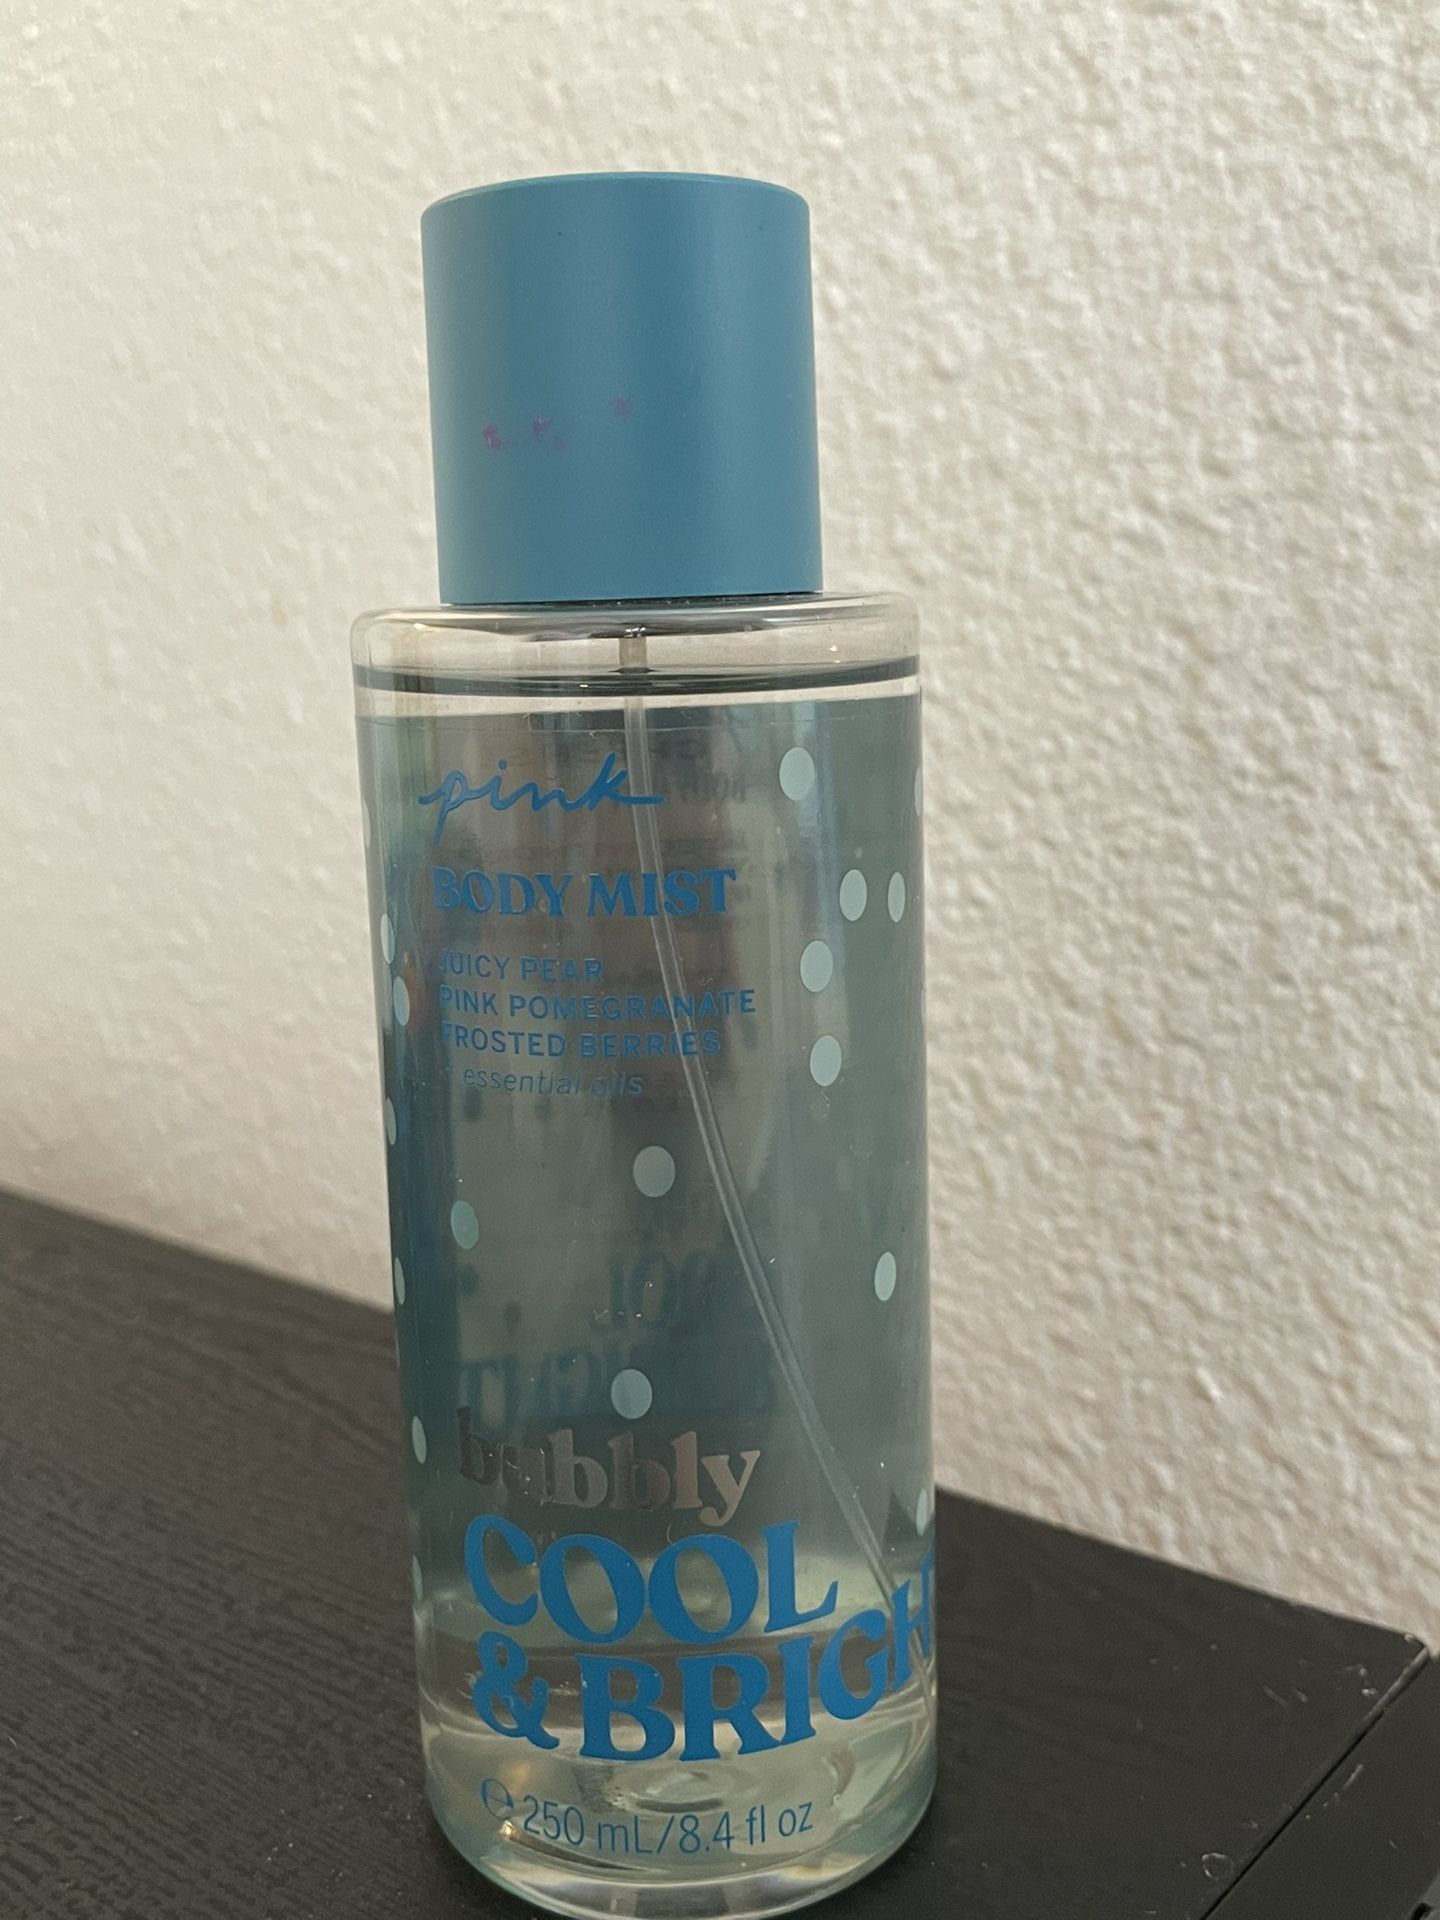 pink
BODY MIST
JUICY PEAR
PINK POMEGRANATE
FROSTED BERRIES
+ essential oils
bubbly
COOL
& BRIGHT
℮ 250 mL/8.4 fl oz